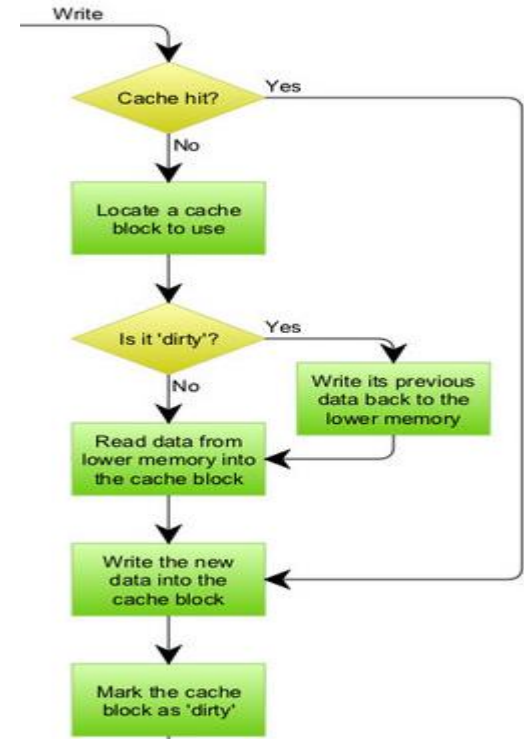 Write
Cache hit?
Yes
No
Locate a cache
block to use
Is it 'dirty'?
Yes
No
Write its previous
data back to the
lower memory
Read data from
lower memory into
the cache block
Write the new
data into the
cache block
Mark the cache
block as 'dirty'